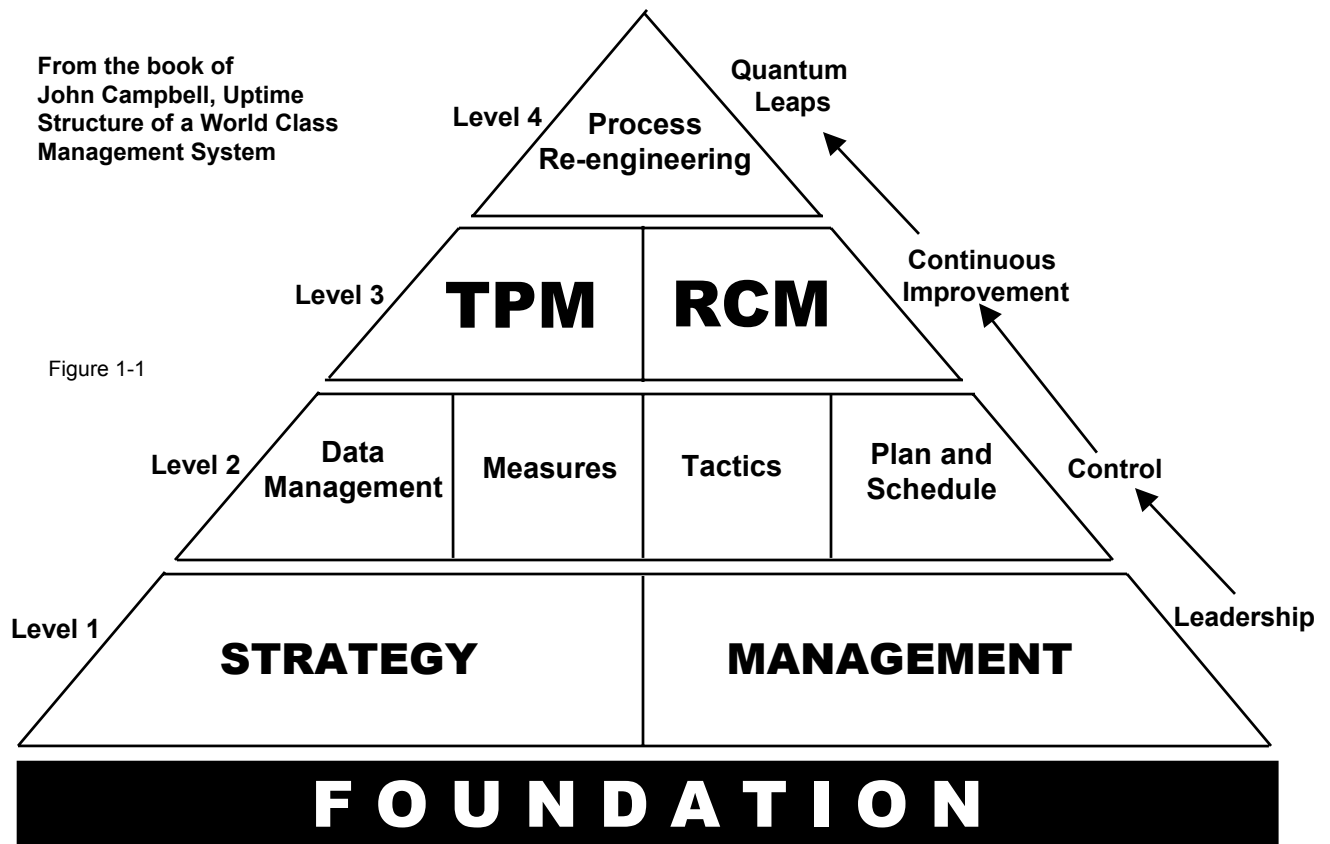 From the book of
John Campbell, Uptime
Structure of a World Class
Management System
Quantum
Leaps
Level 4
Process
Re-engineering
Continuous
Improvement
Level 3
TPM
RCM
Figure 1-1
Level 2
Data
Management
Measures
Tactics
Plan and
Schedule
Control
Level 1
STRATEGY
MANAGEMENT
Leadership
FOUNDATION